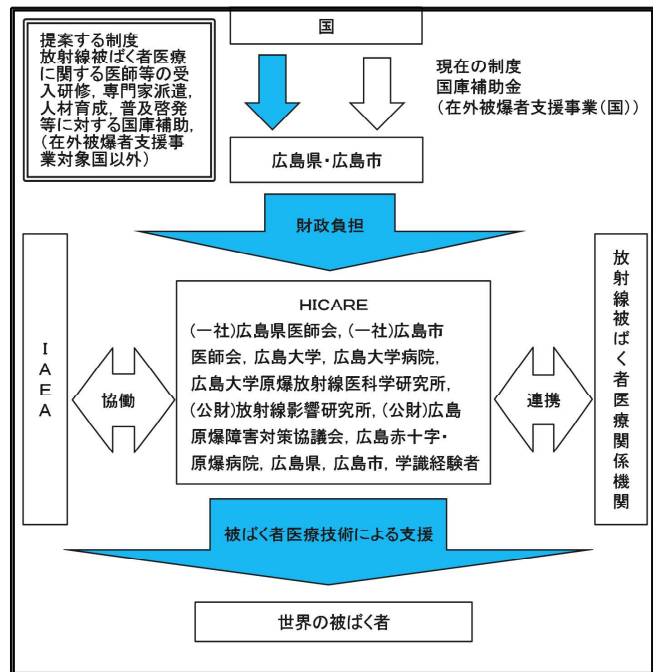 国
提案する制度
放射線被ばく者医療
に関する医師等の受
入研修，専門家派遣，
人材育成，普及啓発
等に対する国庫補助，
（在外被爆者支援事
業対象国以外）
現在の制度
国庫補助金
（在外被爆者支援事業（国））
広島県・広島市
財政負担
IAEA
協働
HICARE
（一社）広島県医師会，（一社）広島市
医師会，広島大学，広島大学病院，
広島大学原爆放射線医科学研究所，
（公財）放射線影響研究所，（公財）広島
原爆障害対策協議会，広島赤十字・
原爆病院，広島県，広島市，学識経験者
連携
放射線被ばく者医療関係機関
被ばく者医療技術による支援
世界の被ばく者